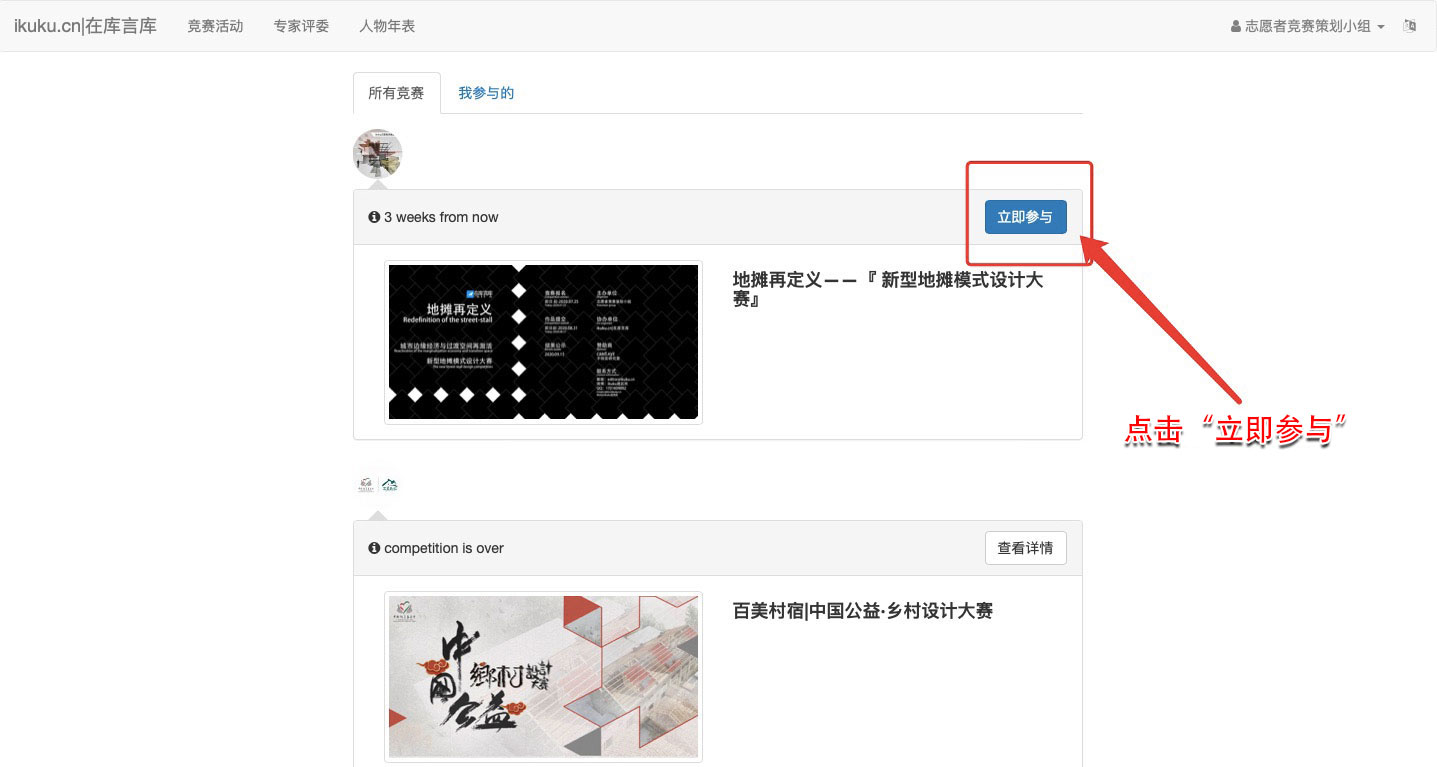 ikuku.cn|在库言库
竞赛活动
专家评委
人物年表
志愿者竞赛策划小组
所有竞赛
我参与的
3 weeks from now
立即参与
地摊再定义——『 新型地摊模式设计大
赛』
地摊再定义
Redefinition of the street-stall
城市边缘经济与过渡空间再激活
新型地摊模式设计大赛
点击“立即参与”
competition is over
查看详情
百美村宿|中国公益·乡村设计大赛
中国公益
鄉村設計大赛